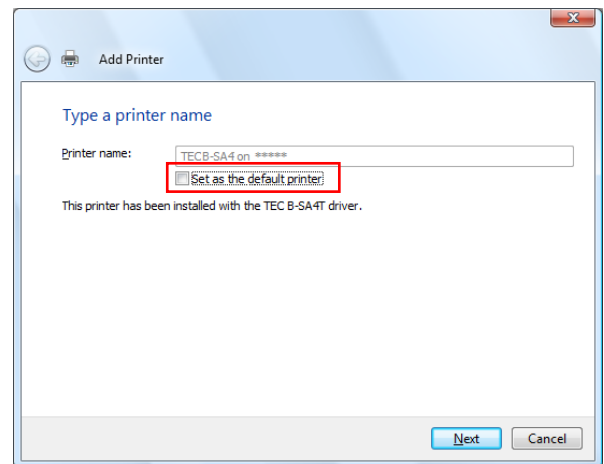 Add Printer
Type a printer name
Printer name:
TECB-SA4 on *****
Set as the default printer
This printer has been installed with the TEC B-SA4T driver.
Next Cancel